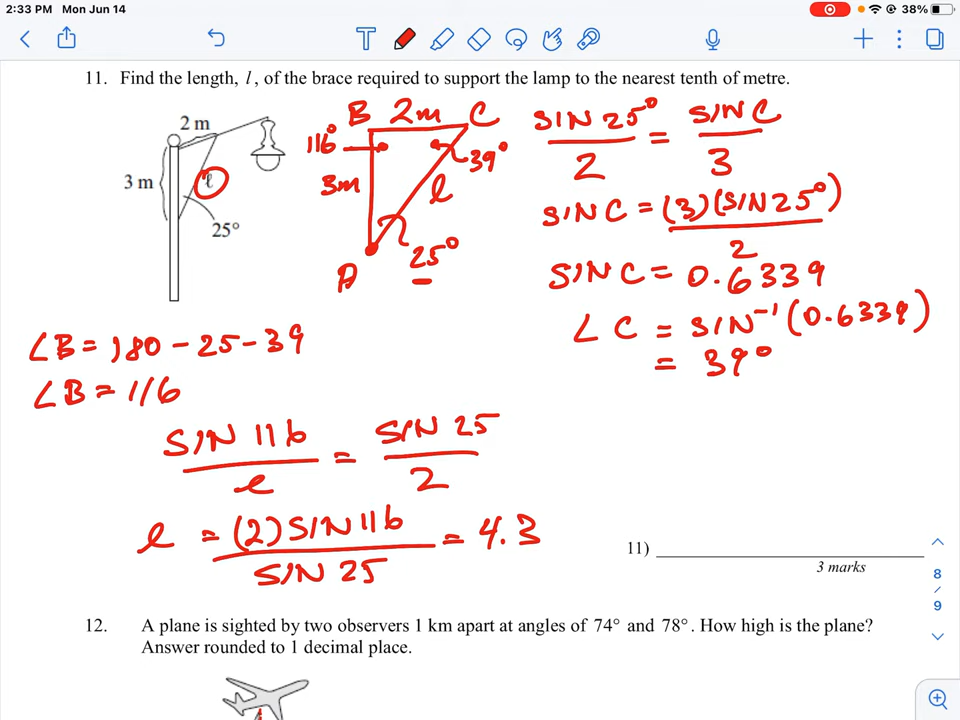 2:33 PM Mon Jun 14
38%
T
11. Find the length, l, of the brace required to support the lamp to the nearest tenth of metre.
2 m
3 m
ℓ
25°
B 2m C
116°
39°
3m
l
25°
A
SIN 25° / 2 = SIN C / 3
SIN C = (3)(SIN 25°) / 2
SIN C = 0.6339
∠C = SIN⁻¹(0.6339)
= 39°
∠B = 180 - 25 - 39
∠B = 116
SIN 116 / l = SIN 25 / 2
l = (2) SIN 116 / SIN 25 = 4.3
11) ____________________
3 marks
8
/
9
12. A plane is sighted by two observers 1 km apart at angles of 74° and 78°. How high is the plane?
Answer rounded to 1 decimal place.